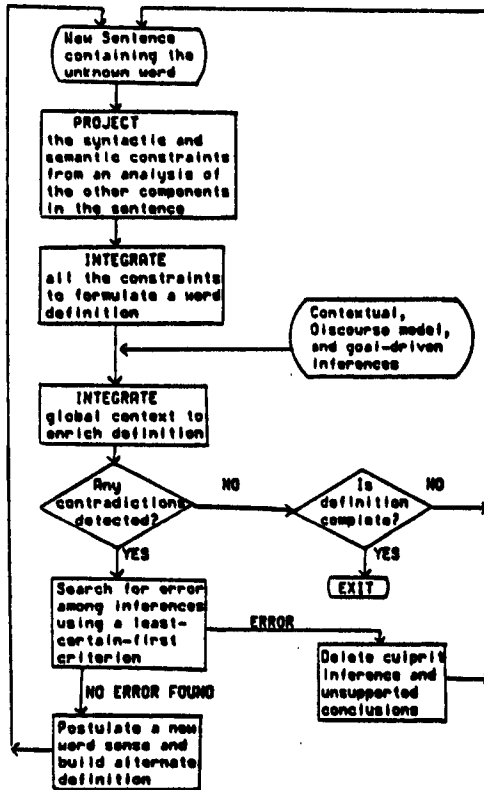 New Sentence
containing the
unknown word
PROJECT
the syntactic and
semantic constraints
from an analysis of
the other components
in the sentence
INTEGRATE
all the constraints
to formulate a word
definition
Contextual,
Discourse model,
and goal-driven
inferences
INTEGRATE
global context to
enrich definition
Any
contradictions
detected?
NO
Is
definition
complete?
NO
YES
YES
EXIT
Search for error
among inferences
using a least-
certain-first
criterion
ERROR
Delete culprit
inference and
unsupported
conclusions
NO ERROR FOUND
Postulate a new
word sense and
build alternate
definition